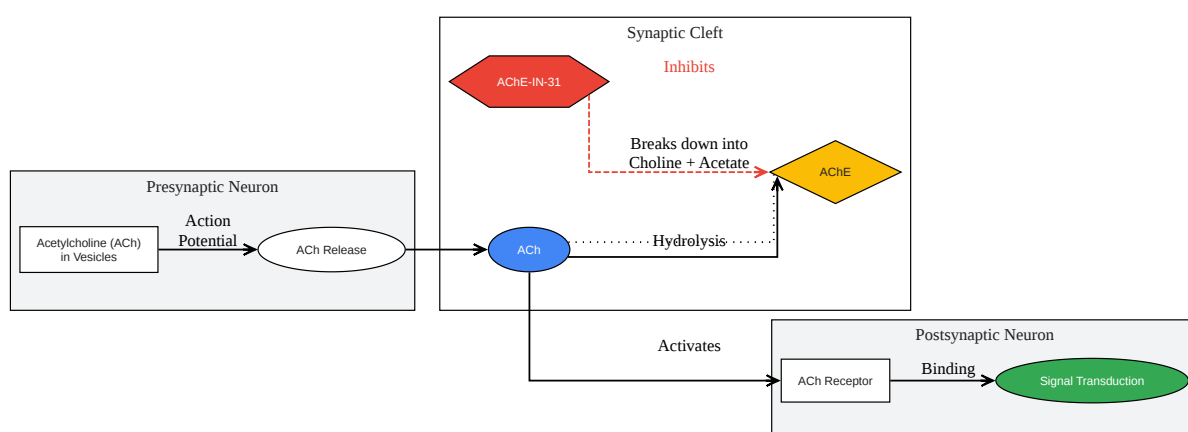 Synaptic Cleft
Inhibits
AChE-IN-31
Breaks down into
Choline + Acetate
AChE
Presynaptic Neuron
Acetylcholine (ACh)
in Vesicles
Action
Potential
ACh Release
ACh
Hydrolysis
Activates
Postsynaptic Neuron
ACh Receptor
Binding
Signal Transduction